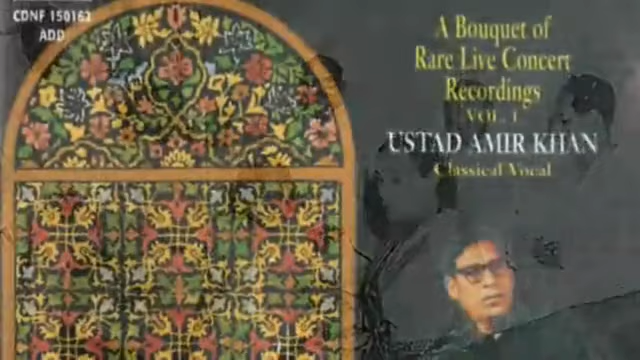 CDNF 150162
ADD
A Bouquet of
Rare Live Concert
Recordings
VOL. 1
USTAD AMIR KHAN
Classical Vocal